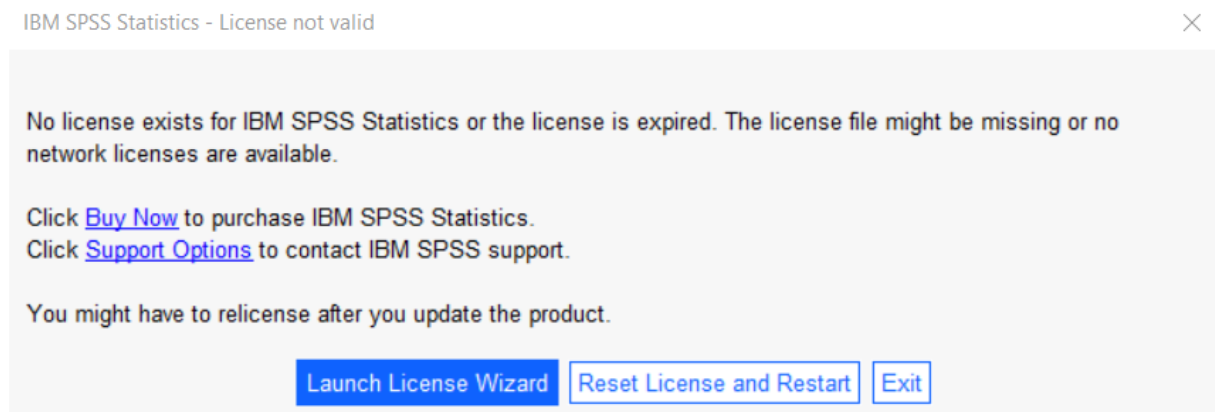 IBM SPSS Statistics - License not valid
No license exists for IBM SPSS Statistics or the license is expired. The license file might be missing or no
network licenses are available.
Click Buy Now to purchase IBM SPSS Statistics.
Click Support Options to contact IBM SPSS support.
You might have to relicense after you update the product.
Launch License Wizard Reset License and Restart Exit